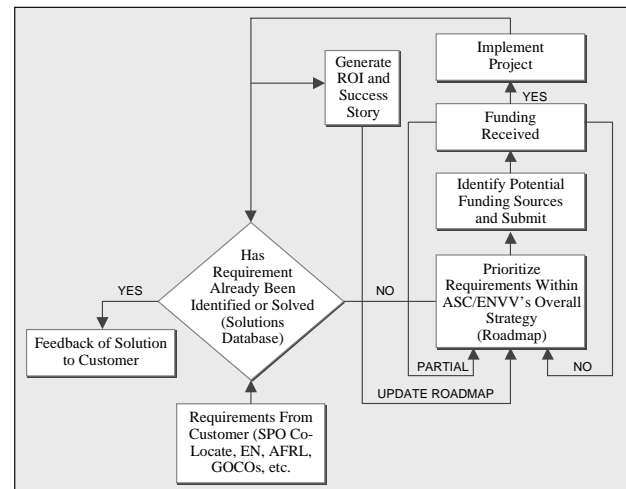 Implement
Project
Generate
ROI and
Success
Story
YES
Funding
Received
Identify Potential
Funding Sources
and Submit
Has
Requirement
Already Been
Identified or Solved
(Solutions
Database)
YES
NO
Prioritize
Requirements Within
ASC/ENVV's Overall
Strategy
(Roadmap)
Feedback of Solution
to Customer
PARTIAL
NO
UPDATE ROADMAP
Requirements From
Customer (SPO Co-
Locate, EN, AFRL,
GOCOs, etc.